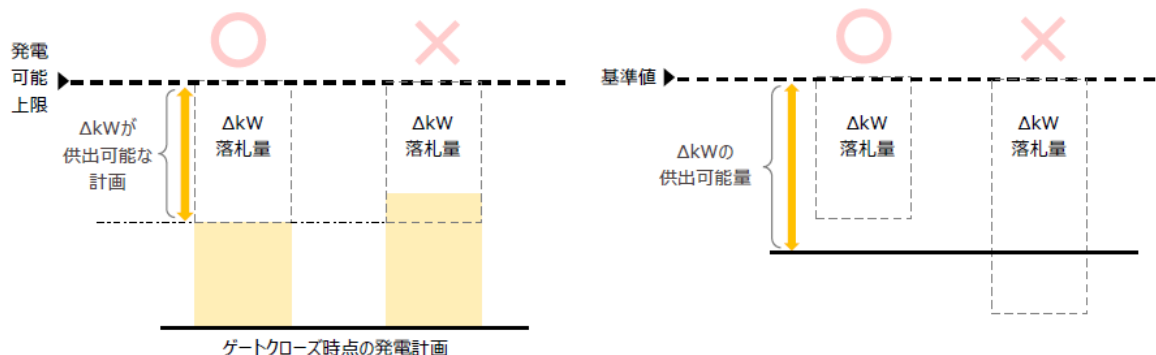 発電
可能
上限
ΔkWが
供出可能な
計画
ΔkW
落札量
ΔkW
落札量
ゲートクローズ時点の発電計画
基準値
ΔkWの
供出可能量
ΔkW
落札量
ΔkW
落札量